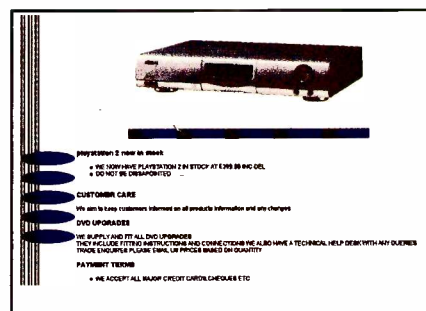 playstation 2 now in stock
WE NOW HAVE PLAYSTATION 2 IN STOCK AT £399.99 INC DEL
DO NOT BE DISSAPOINTED
CUSTOMER CARE
We aim to keep customers informed on all products information and any changes
DVD UPGRADES
WE SUPPLY AND FIT ALL DVD UPGRADES
THEY INCLUDE FITTING INSTRUCTIONS AND CONNECTIONS WE ALSO HAVE A TECHNICAL HELP DESK WITH ANY QUERIES
TRADE ENQUIRES PLEASE EMAIL US PRICES BASED ON QUANTITY
PAYMENT TERMS
WE ACCEPT ALL MAJOR CREDIT CARDS,CHEQUES ETC